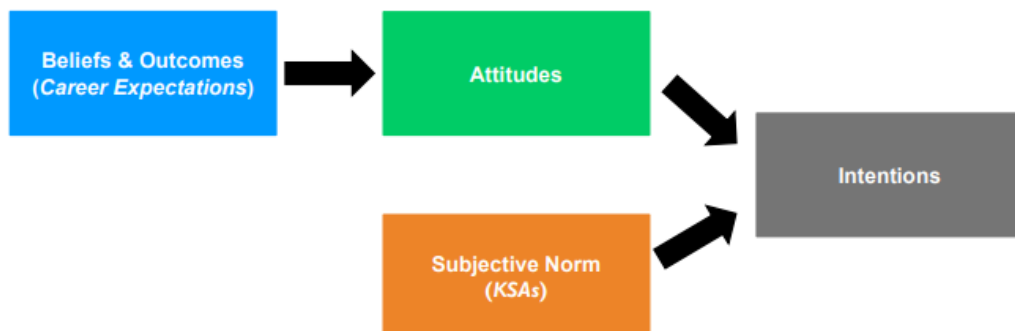 Beliefs & Outcomes
(Career Expectations)
Attitudes
Intentions
Subjective Norm
(KSAs)